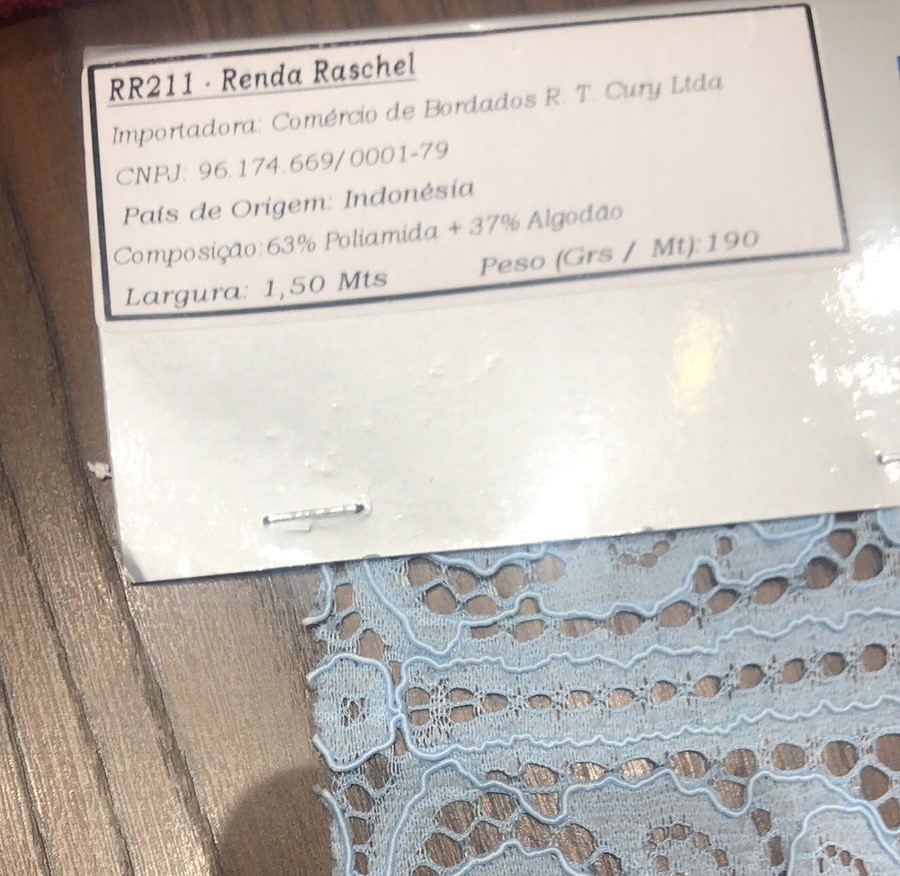 RR211 - Renda Raschel
Importadora: Comércio de Bordados R. T. Cury Ltda
CNPJ: 96.174.669/0001-79
País de Origem: Indonésia
Composição:63% Poliamida + 37% Algodão
Largura: 1,50 Mts Peso (Grs / Mt):190